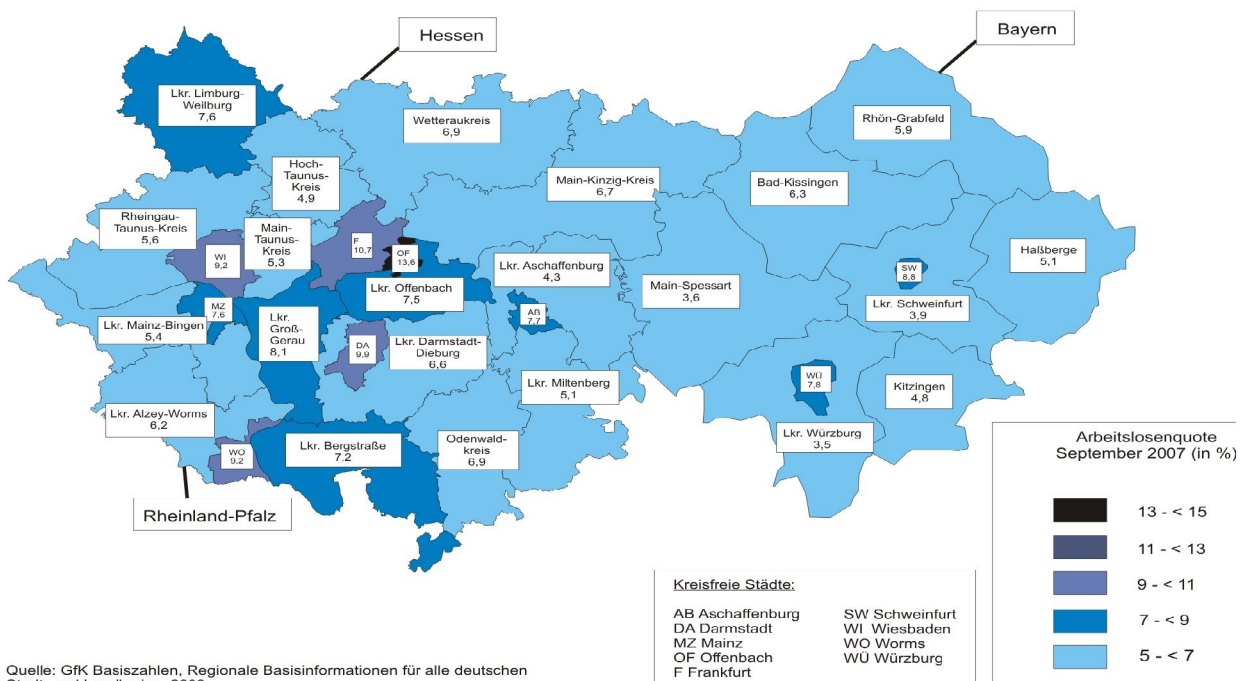 Hessen
Bayern
Lkr. Limburg-
Weilburg
7,6
Wetteraukreis
6,9
Rhön-Grabfeld
5,9
Hoch-
Taunus-
Kreis
4,9
Main-Kinzig-Kreis
6,7
Bad-Kissingen
6,3
Rheingau-
Taunus-Kreis
5,6
Main-
Taunus-
Kreis
5,3
F
10,7
OF
13,6
WI
9,2
Lkr. Aschaffenburg
4,3
Haßberge
5,1
SW
8,8
Lkr. Offenbach
7,5
Main-Spessart
3,6
Lkr. Schweinfurt
3,9
MZ
7,6
Lkr. Mainz-Bingen
5,4
Lkr.
Groß-
Gerau
8,1
AB
7,7
DA
9,9
Lkr. Darmstadt-
Dieburg
6,6
Lkr. Miltenberg
5,1
WÜ
7,8
Kitzingen
4,8
Lkr. Alzey-Worms
6,2
WO
9,2
Lkr. Bergstraße
7,2
Odenwald-
kreis
6,9
Lkr. Würzburg
3,5
Rheinland-Pfalz
Arbeitslosenquote
September 2007 (in %)
13 - < 15
11 - < 13
9 - < 11
7 - < 9
5 - < 7
Kreisfreie Städte:
AB Aschaffenburg
DA Darmstadt
MZ Mainz
OF Offenbach
F Frankfurt
SW Schweinfurt
WI Wiesbaden
WO Worms
WÜ Würzburg
Quelle: GfK Basiszahlen, Regionale Basisinformationen für alle deutschen